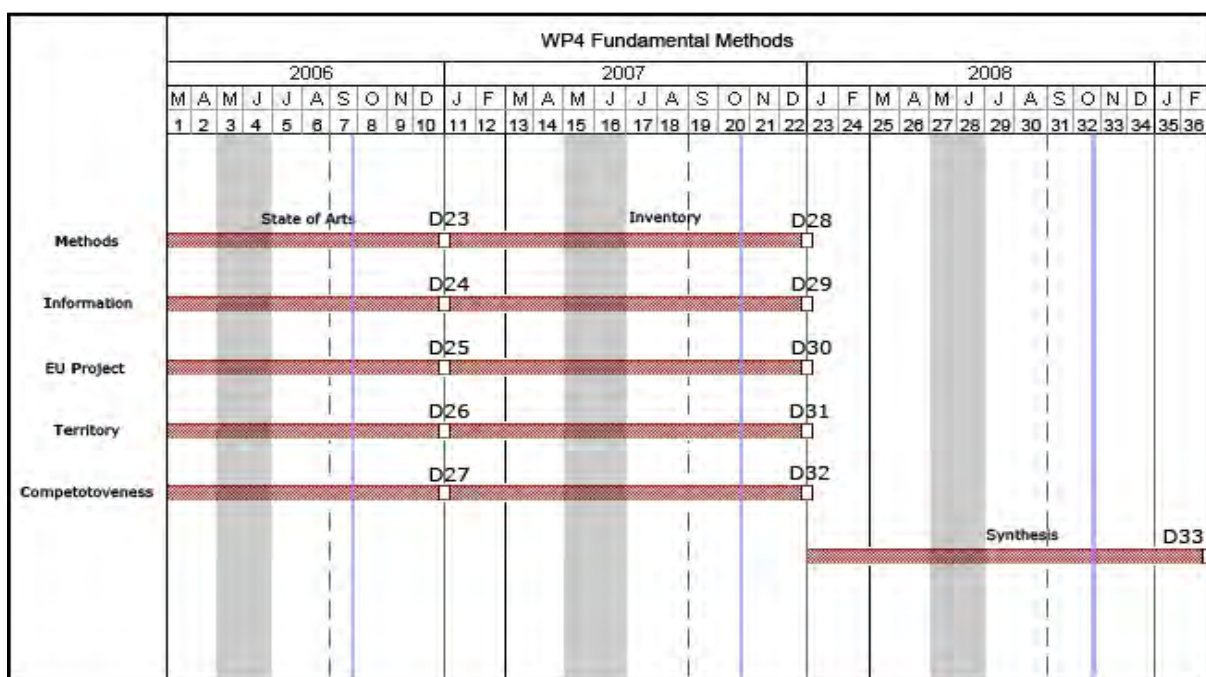 WP4 Fundamental Methods
2006 2007 2008
M A M J J A S O N D J F M A M J J A S O N D J F M A M J J A S O N D J F
1 2 3 4 5 6 7 8 9 10 11 12 13 14 15 16 17 18 19 20 21 22 23 24 25 26 27 28 29 30 31 32 33 34 35 36
State of Arts D23 Inventory D28
Methods
D24 D29
Information
D25 D30
EU Project
D26 D31
Territory
D27 D32
Competotoveness
Synthesis D33